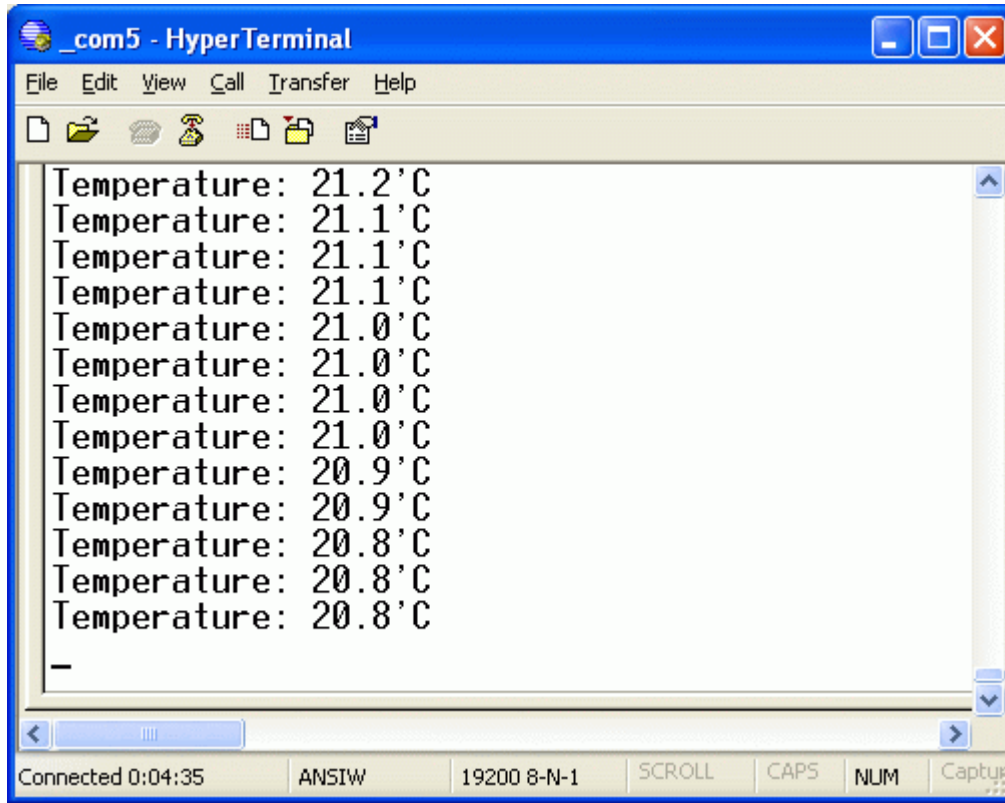 _com5 - HyperTerminal
File Edit View Call Transfer Help
Temperature: 21.2'C
Temperature: 21.1'C
Temperature: 21.1'C
Temperature: 21.1'C
Temperature: 21.0'C
Temperature: 21.0'C
Temperature: 21.0'C
Temperature: 21.0'C
Temperature: 20.9'C
Temperature: 20.9'C
Temperature: 20.8'C
Temperature: 20.8'C
Temperature: 20.8'C
_
Connected 0:04:35 ANSIW 19200 8-N-1 SCROLL CAPS NUM Captu